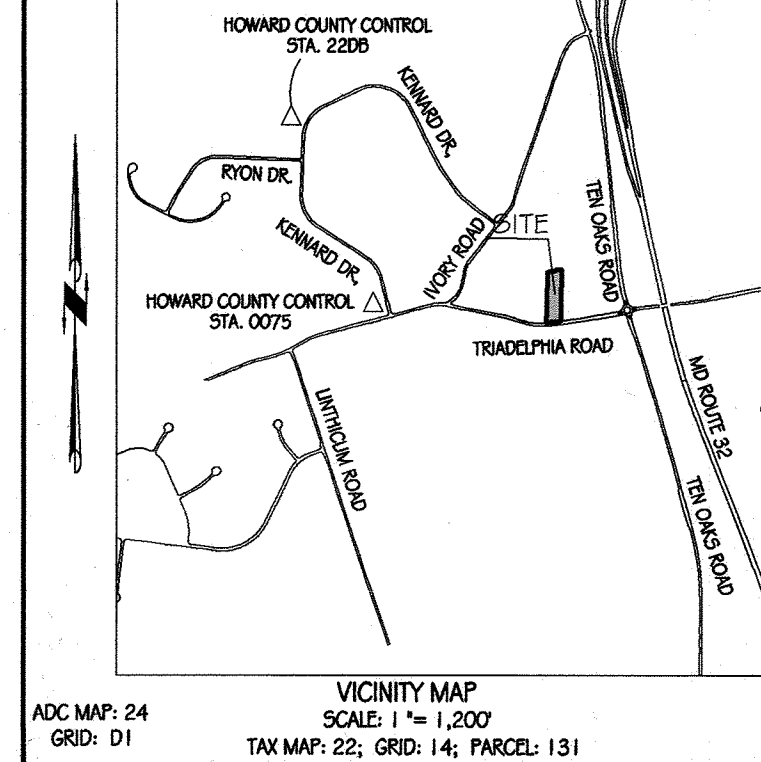 HOWARD COUNTY CONTROL
STA. 22DB
KENNARD DR,
RYON DR.
KENNARD DR,
IVORY ROAD
SITE
TEN OAKS ROAD
HOWARD COUNTY CONTROL
STA. 0075
TRIADELPHIA ROAD
LINTHICUM ROAD
MD ROUTE 32
TEN OAKS ROAD
VICINITY MAP
SCALE: 1 "= 1,200'
TAX MAP: 22; GRID: 14; PARCEL: 131
ADC MAP: 24
GRID: D1